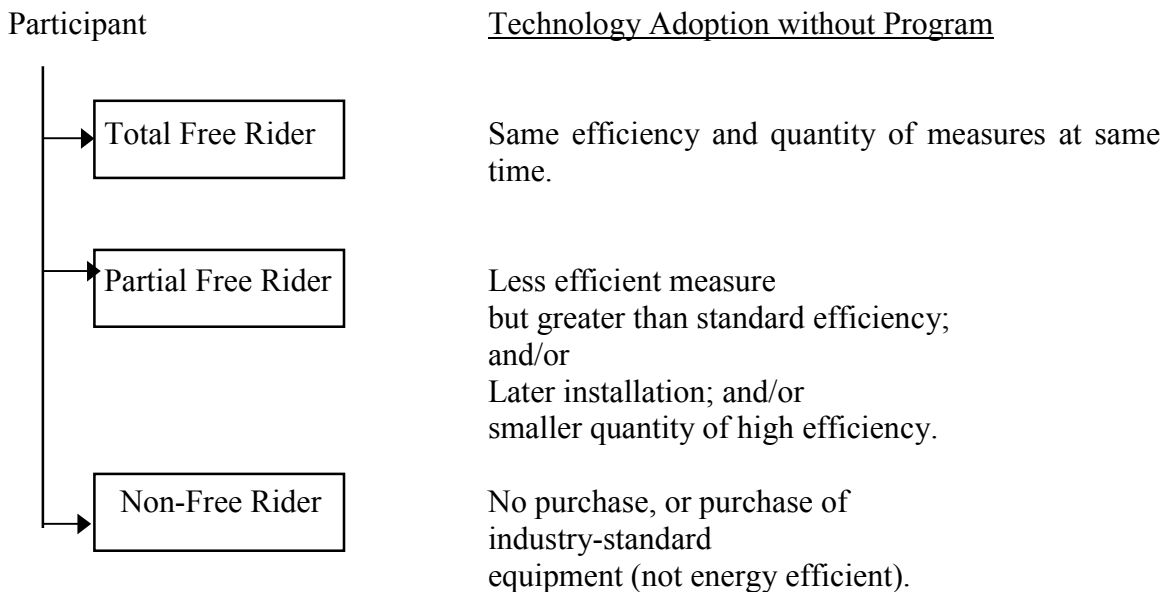 Participant
Technology Adoption without Program
Total Free Rider
Same efficiency and quantity of measures at same
time.
Partial Free Rider
Less efficient measure
but greater than standard efficiency;
and/or
Later installation; and/or
smaller quantity of high efficiency.
Non-Free Rider
No purchase, or purchase of
industry-standard
equipment (not energy efficient).